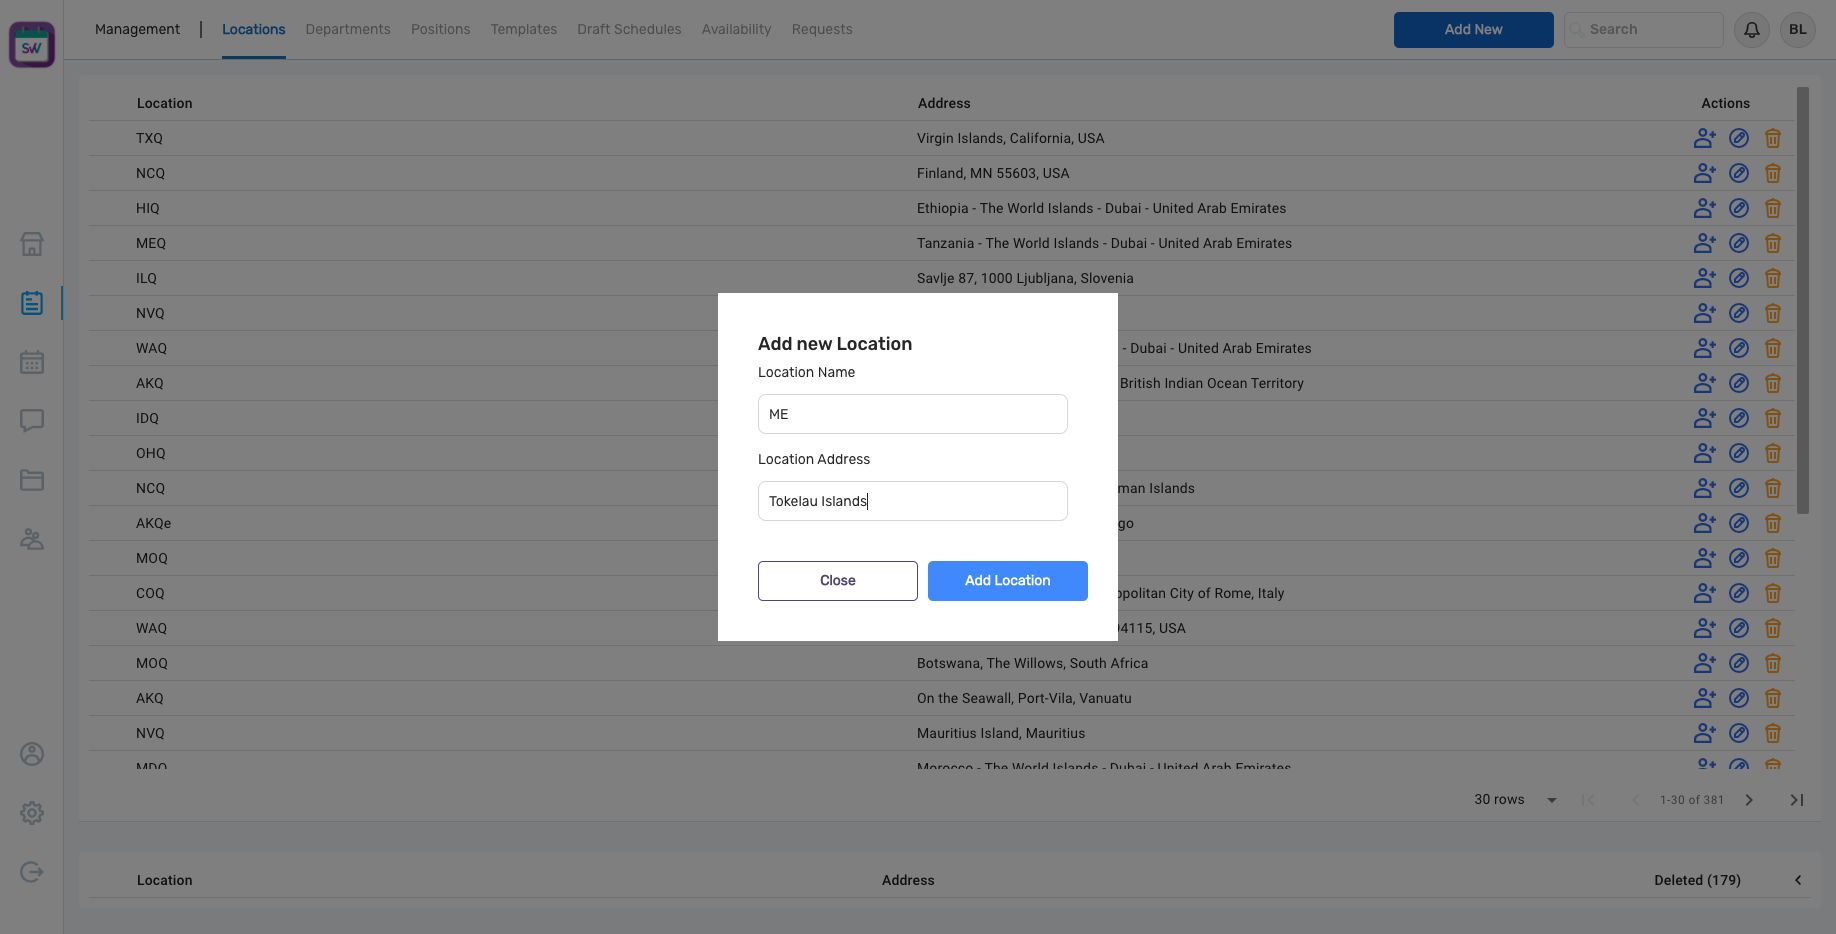 Management | Locations Departments Positions Templates Draft Schedules Availability Requests Add New Search BL
SW
Location Address Actions
TXQ Virgin Islands, California, USA
NCQ Finland, MN 55603, USA
HIQ Ethiopia - The World Islands - Dubai - United Arab Emirates
MEQ Tanzania - The World Islands - Dubai - United Arab Emirates
ILQ Savlje 87, 1000 Ljubljana, Slovenia
NVQ
WAQ - Dubai - United Arab Emirates
AKQ British Indian Ocean Territory
IDQ
OHQ
NCQ man Islands
AKQe go
MOQ
COQ opolitan City of Rome, Italy
WAQ 94115, USA
MOQ Botswana, The Willows, South Africa
AKQ On the Seawall, Port-Vila, Vanuatu
NVQ Mauritius Island, Mauritius
MDQ Morocco - The World Islands - Dubai - United Arab Emirates
Add new Location
Location Name
ME
Location Address
Tokelau Islands
Close Add Location
30 rows 1-30 of 381
Location Address Deleted (179)